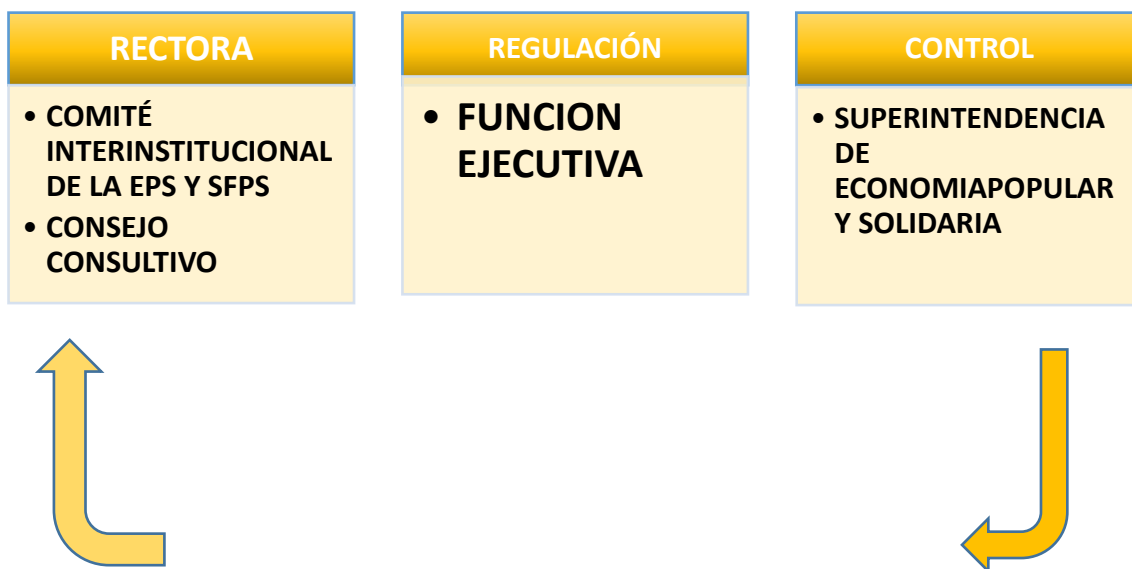 RECTORA
• COMITÉ
INTERINSTITUCIONAL
DE LA EPS Y SFPS
• CONSEJO
CONSULTIVO
REGULACIÓN
• FUNCION
EJECUTIVA
CONTROL
• SUPERINTENDENCIA
DE
ECONOMIAPOPULAR
Y SOLIDARIA